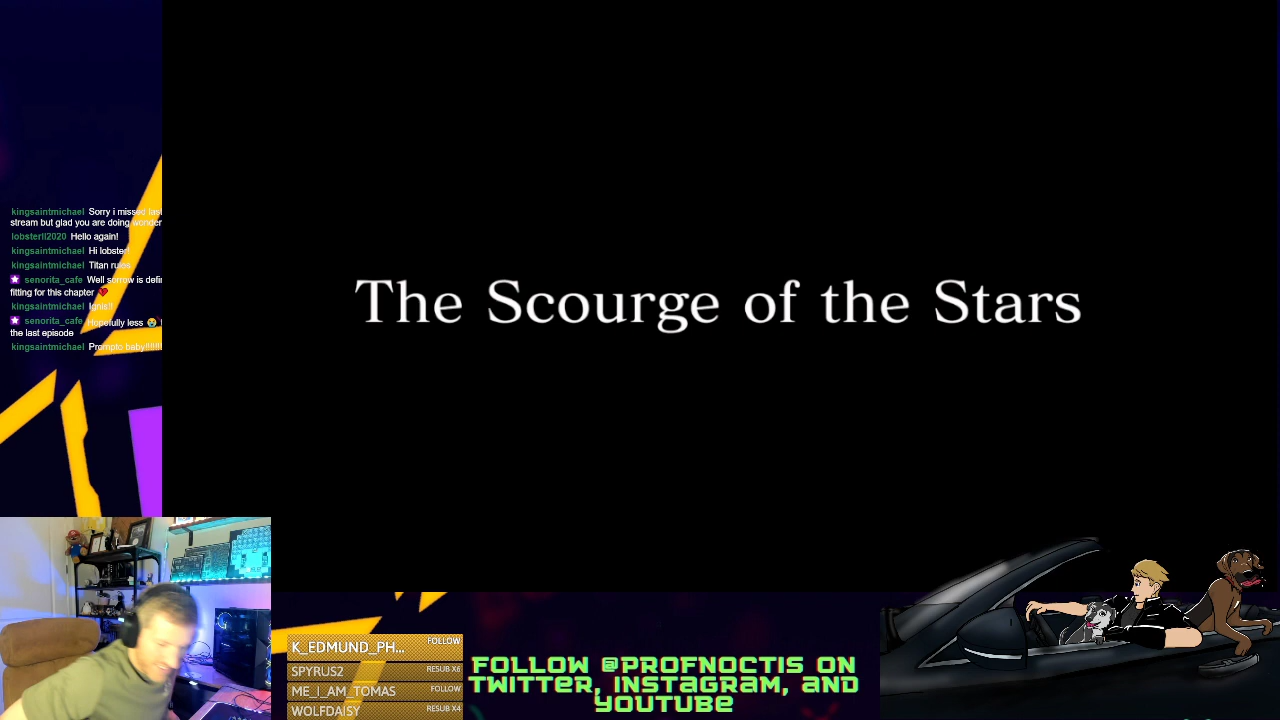 The Scourge of the Stars
kingsaintmichael Sorry i missed last
stream but glad you are doing wonder
lobsterll2020 Hello again!
kingsaintmichael Hi lobster!
kingsaintmichael Titan rules
senorita_cafe Well sorrow is defi
fitting for this chapter
kingsaintmichael Ignis!!
senorita_cafe Hopefully less
the last episode
kingsaintmichael Prompto baby!!!!!!!
K_EDMUND_PH... FOLLOW
SPYRUS2 RESUB X6
ME_I_AM_TOMAS FOLLOW
WOLFDAISY RESUB X4
FOLLOW @PROFNOCTIS ON
TWITTER, INSTAGRAM, AND
YOUTUBE